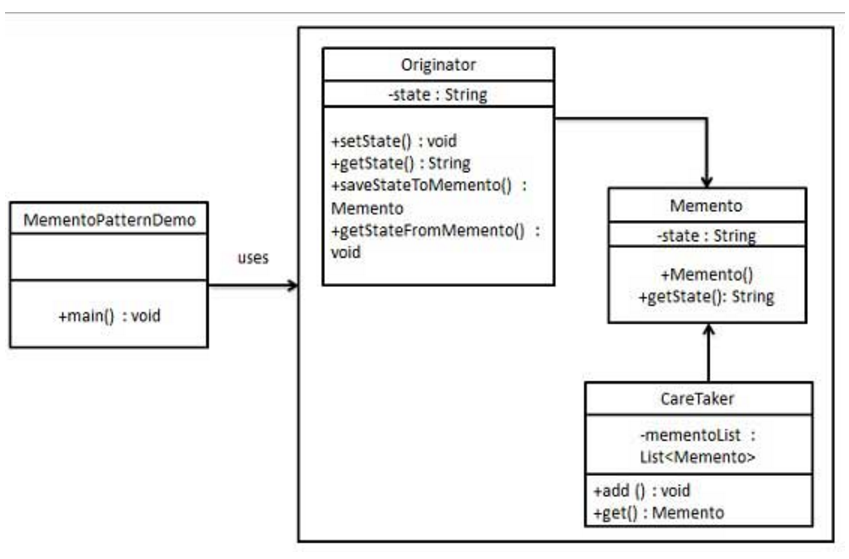 MementoPatternDemo
+main() : void
uses
Originator
-state : String
+setState() : void
+getState() : String
+saveStateToMemento() :
Memento
+getStateFromMemento() :
void
Memento
-state : String
+Memento()
+getState(): String
CareTaker
-mementoList :
List<Memento>
+add () : void
+get() : Memento